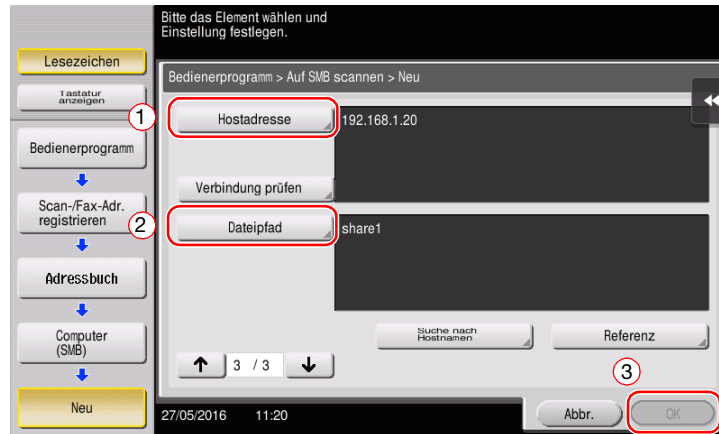 Bitte das Element wählen und
Einstellung festlegen.
Lesezeichen
Tastatur
anzeigen
Bedienerprogramm
Scan-/Fax-Adr.
registrieren
Adressbuch
Computer
(SMB)
Neu
Bedienerprogramm > Auf SMB scannen > Neu
1
Hostadresse
192.168.1.20
Verbindung prüfen
2
Dateipfad
share1
Suche nach
Hostnamen
Referenz
3 / 3
3
27/05/2016 11:20
Abbr.
OK